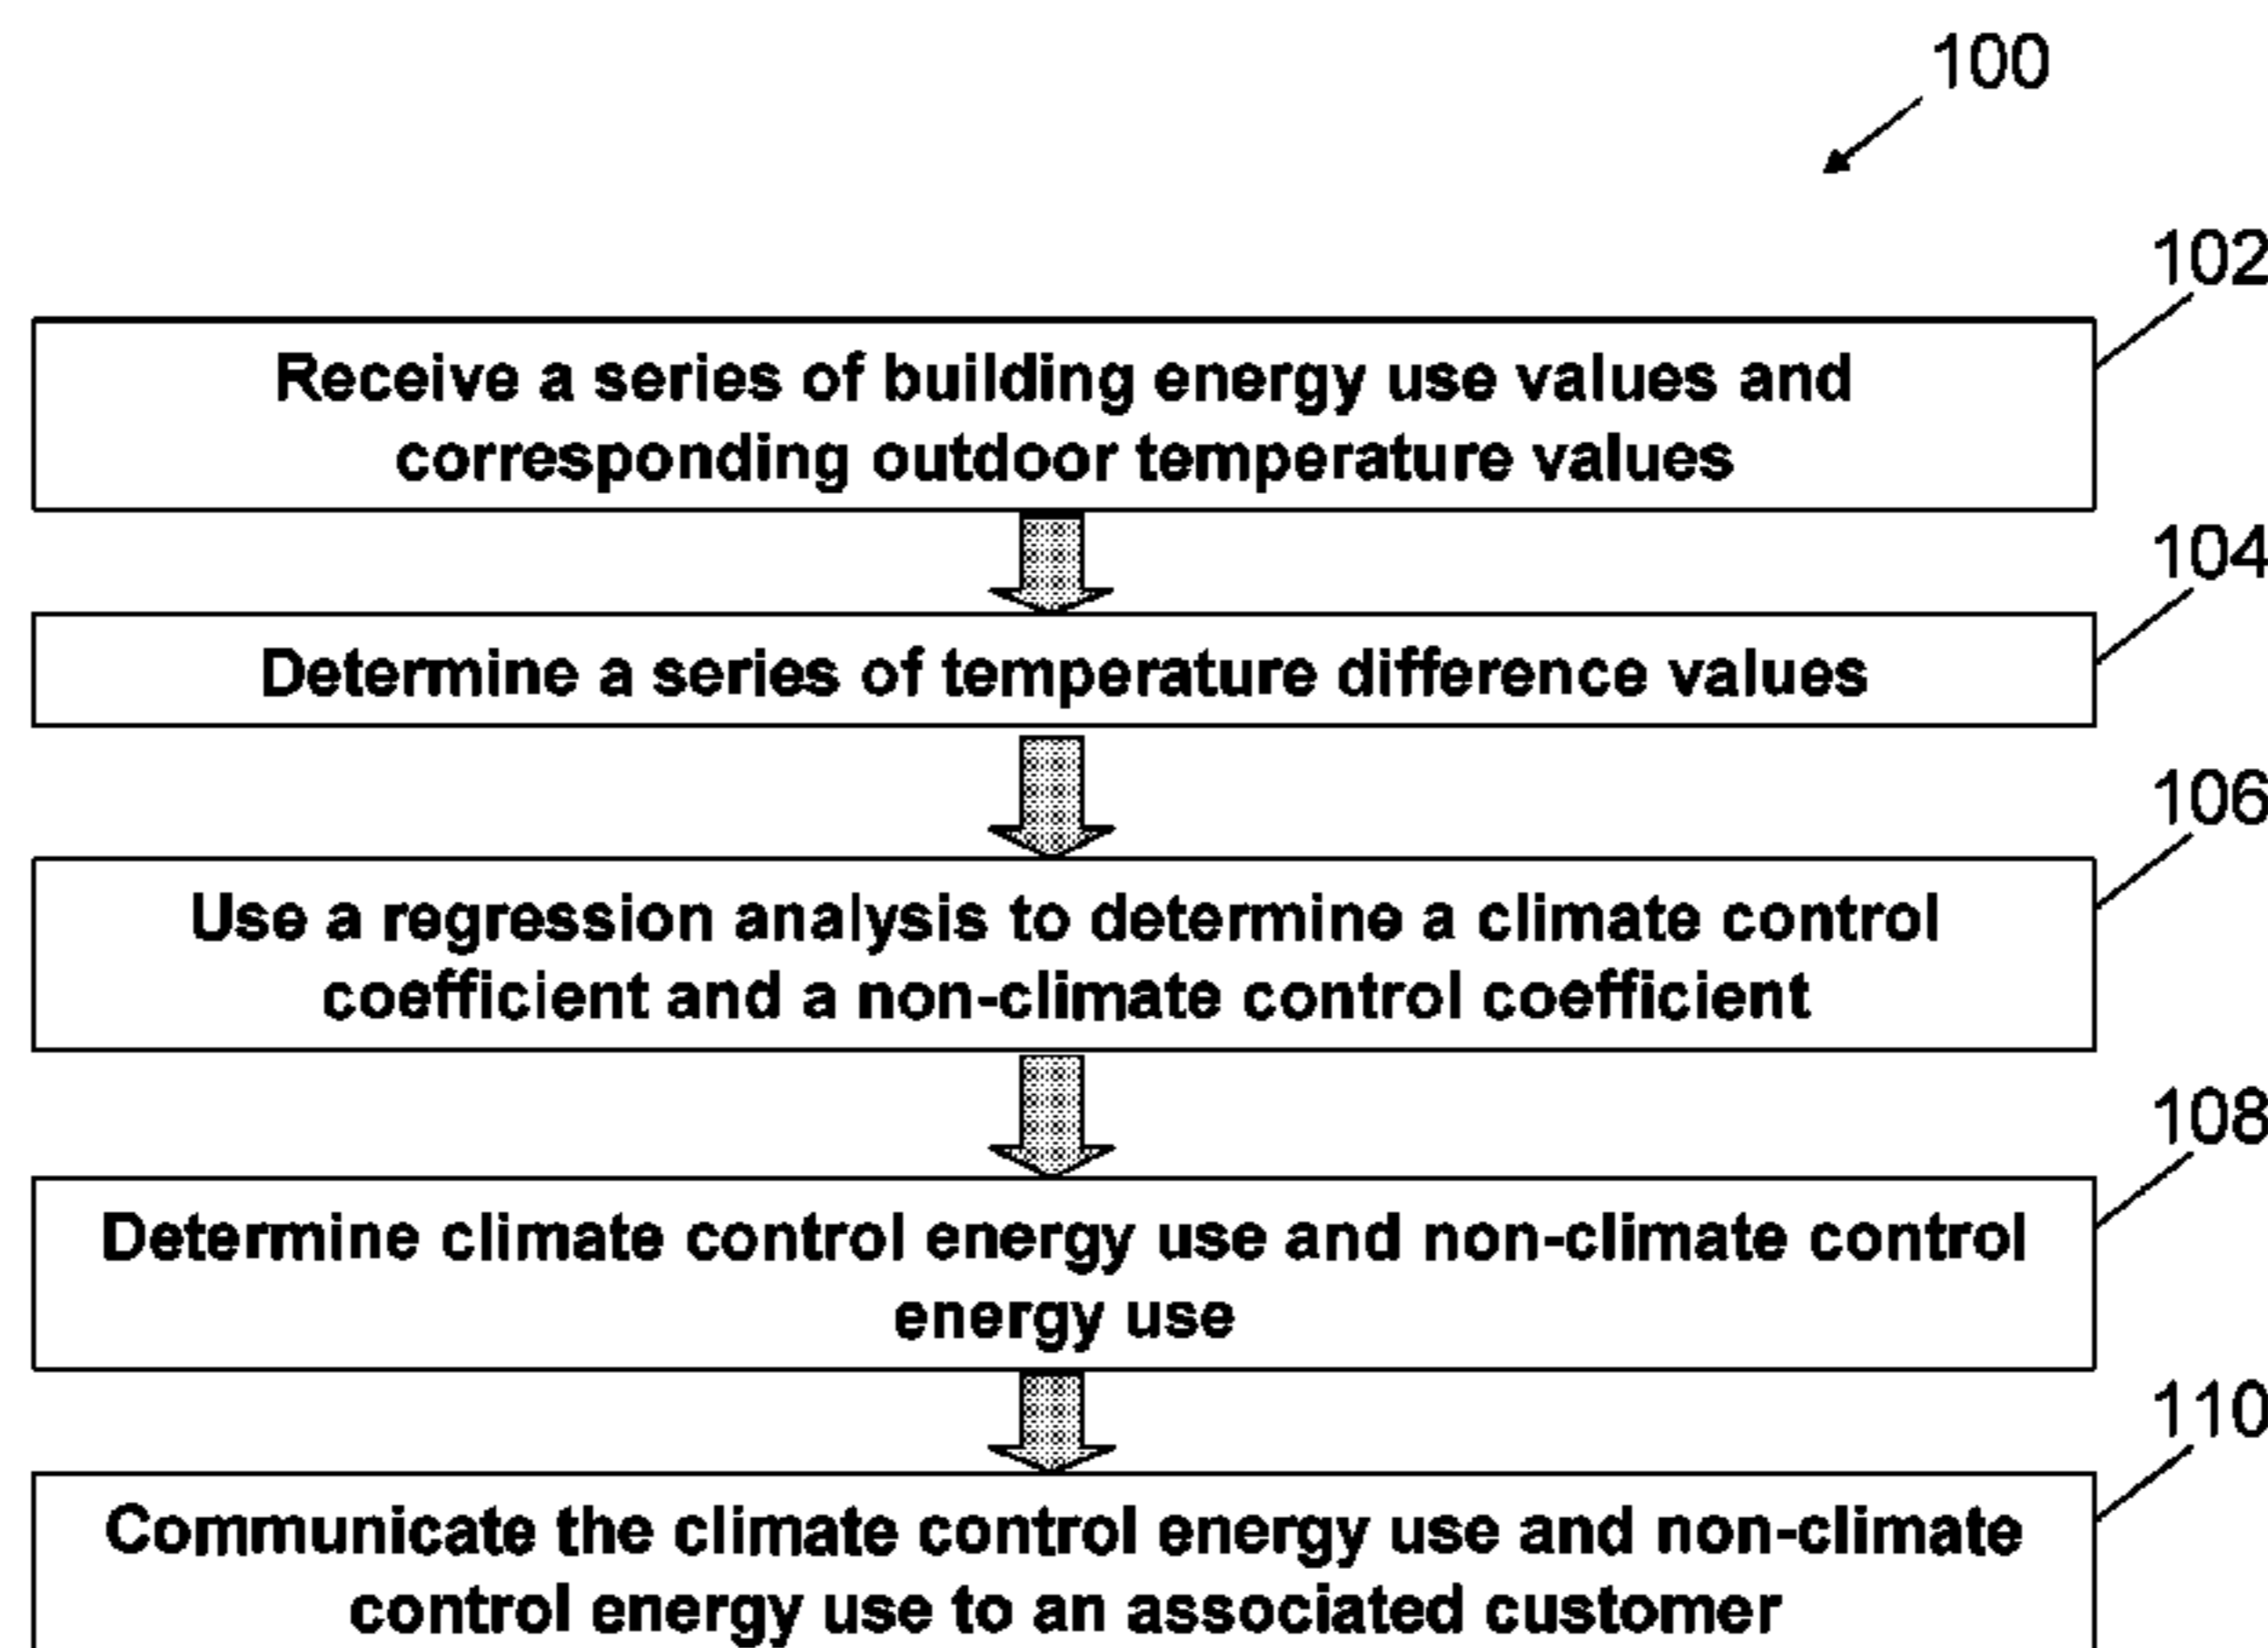 100
102
Receive a series of building energy use values and
corresponding outdoor temperature values
104
Determine a series of temperature difference values
106
Use a regression analysis to determine a climate control
coefficient and a non-climate control coefficient
108
Determine climate control energy use and non-climate control
energy use
110
Communicate the climate control energy use and non-climate
control energy use to an associated customer